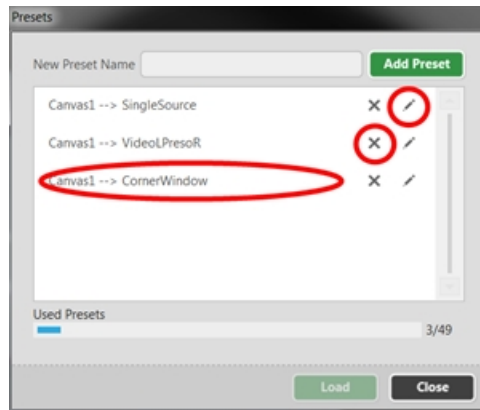 Presets
New Preset Name
Add Preset
Canvas1 --> SingleSource
Canvas1 --> VideoLPresoR
Canvas1 --> CornerWindow
Used Presets
3/49
Load
Close